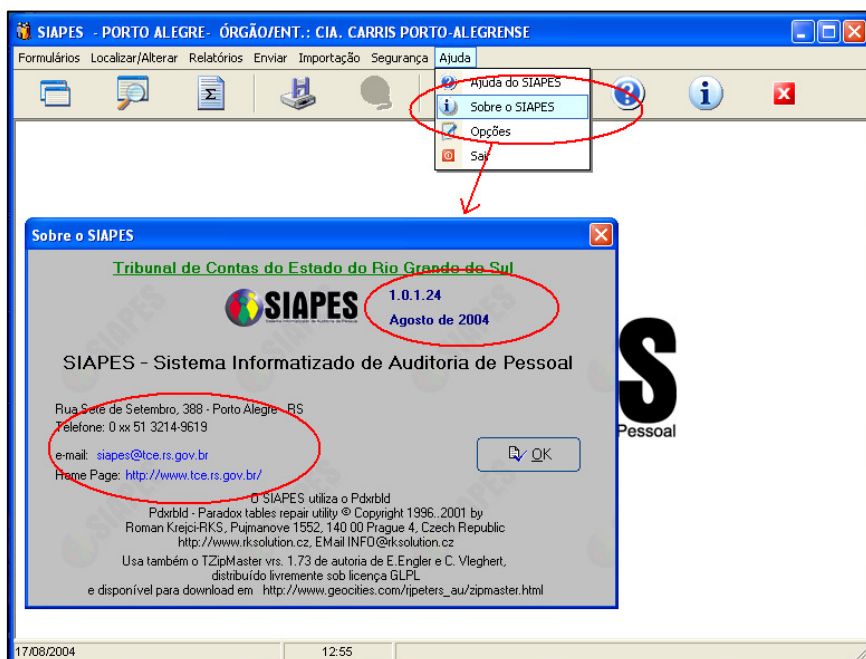 SIAPES - PORTO ALEGRE- ÓRGÃO/ENT.: CIA. CARRIS PORTO-ALEGRENSE
Formulários Localizar/Alterar Relatórios Enviar Importação Segurança Ajuda
Ajuda do SIAPES
Sobre o SIAPES
Opções
Sair
Sobre o SIAPES
Tribunal de Contas do Estado do Rio Grande do Sul
SIAPES
1.0.1.24
Agosto de 2004
SIAPES - Sistema Informatizado de Auditoria de Pessoal
Rua Sete de Setembro, 388 - Porto Alegre - RS
Telefone: 0 xx 51 3214-9619
e-mail: siapes@tce.rs.gov.br
Home Page: http://www.tce.rs.gov.br/
OK
O SIAPES utiliza o Pdxrbld
Pdxrbld - Paradox tables repair utility © Copyright 1996..2001 by
Roman Krejci-RKS, Pujmanove 1552, 140 00 Prague 4, Czech Republic
http://www.rksolution.cz, EMail INFO@rksolution.cz
Usa também o TZipMaster vrs. 1.73 de autoria de E.Engler e C. Vleghert,
distribuído livremente sob licença GLPL
e disponível para download em http://www.geocities.com/rjpeters_au/zipmaster.html
S
Pessoal
17/08/2004 12:55